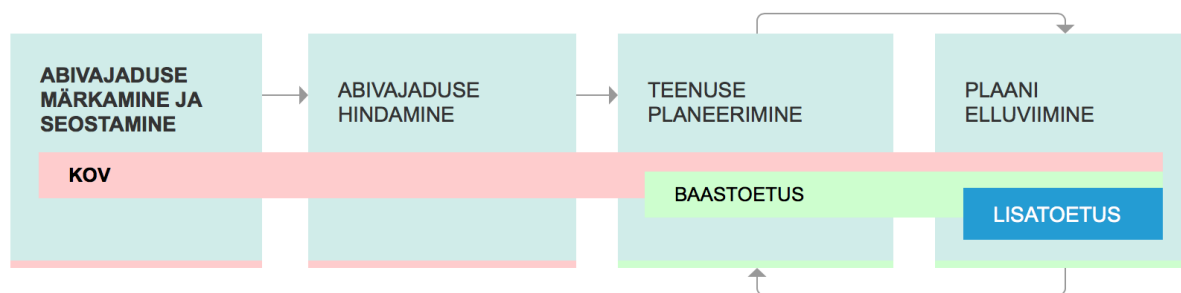 ABIVAJADUSE
MÄRKAMINE JA
SEOSTAMINE
ABIVAJADUSE
HINDAMINE
TEENUSE
PLANEERIMINE
PLAANI
ELLUVIIMINE
KOV
BAASTOETUS
LISATOETUS